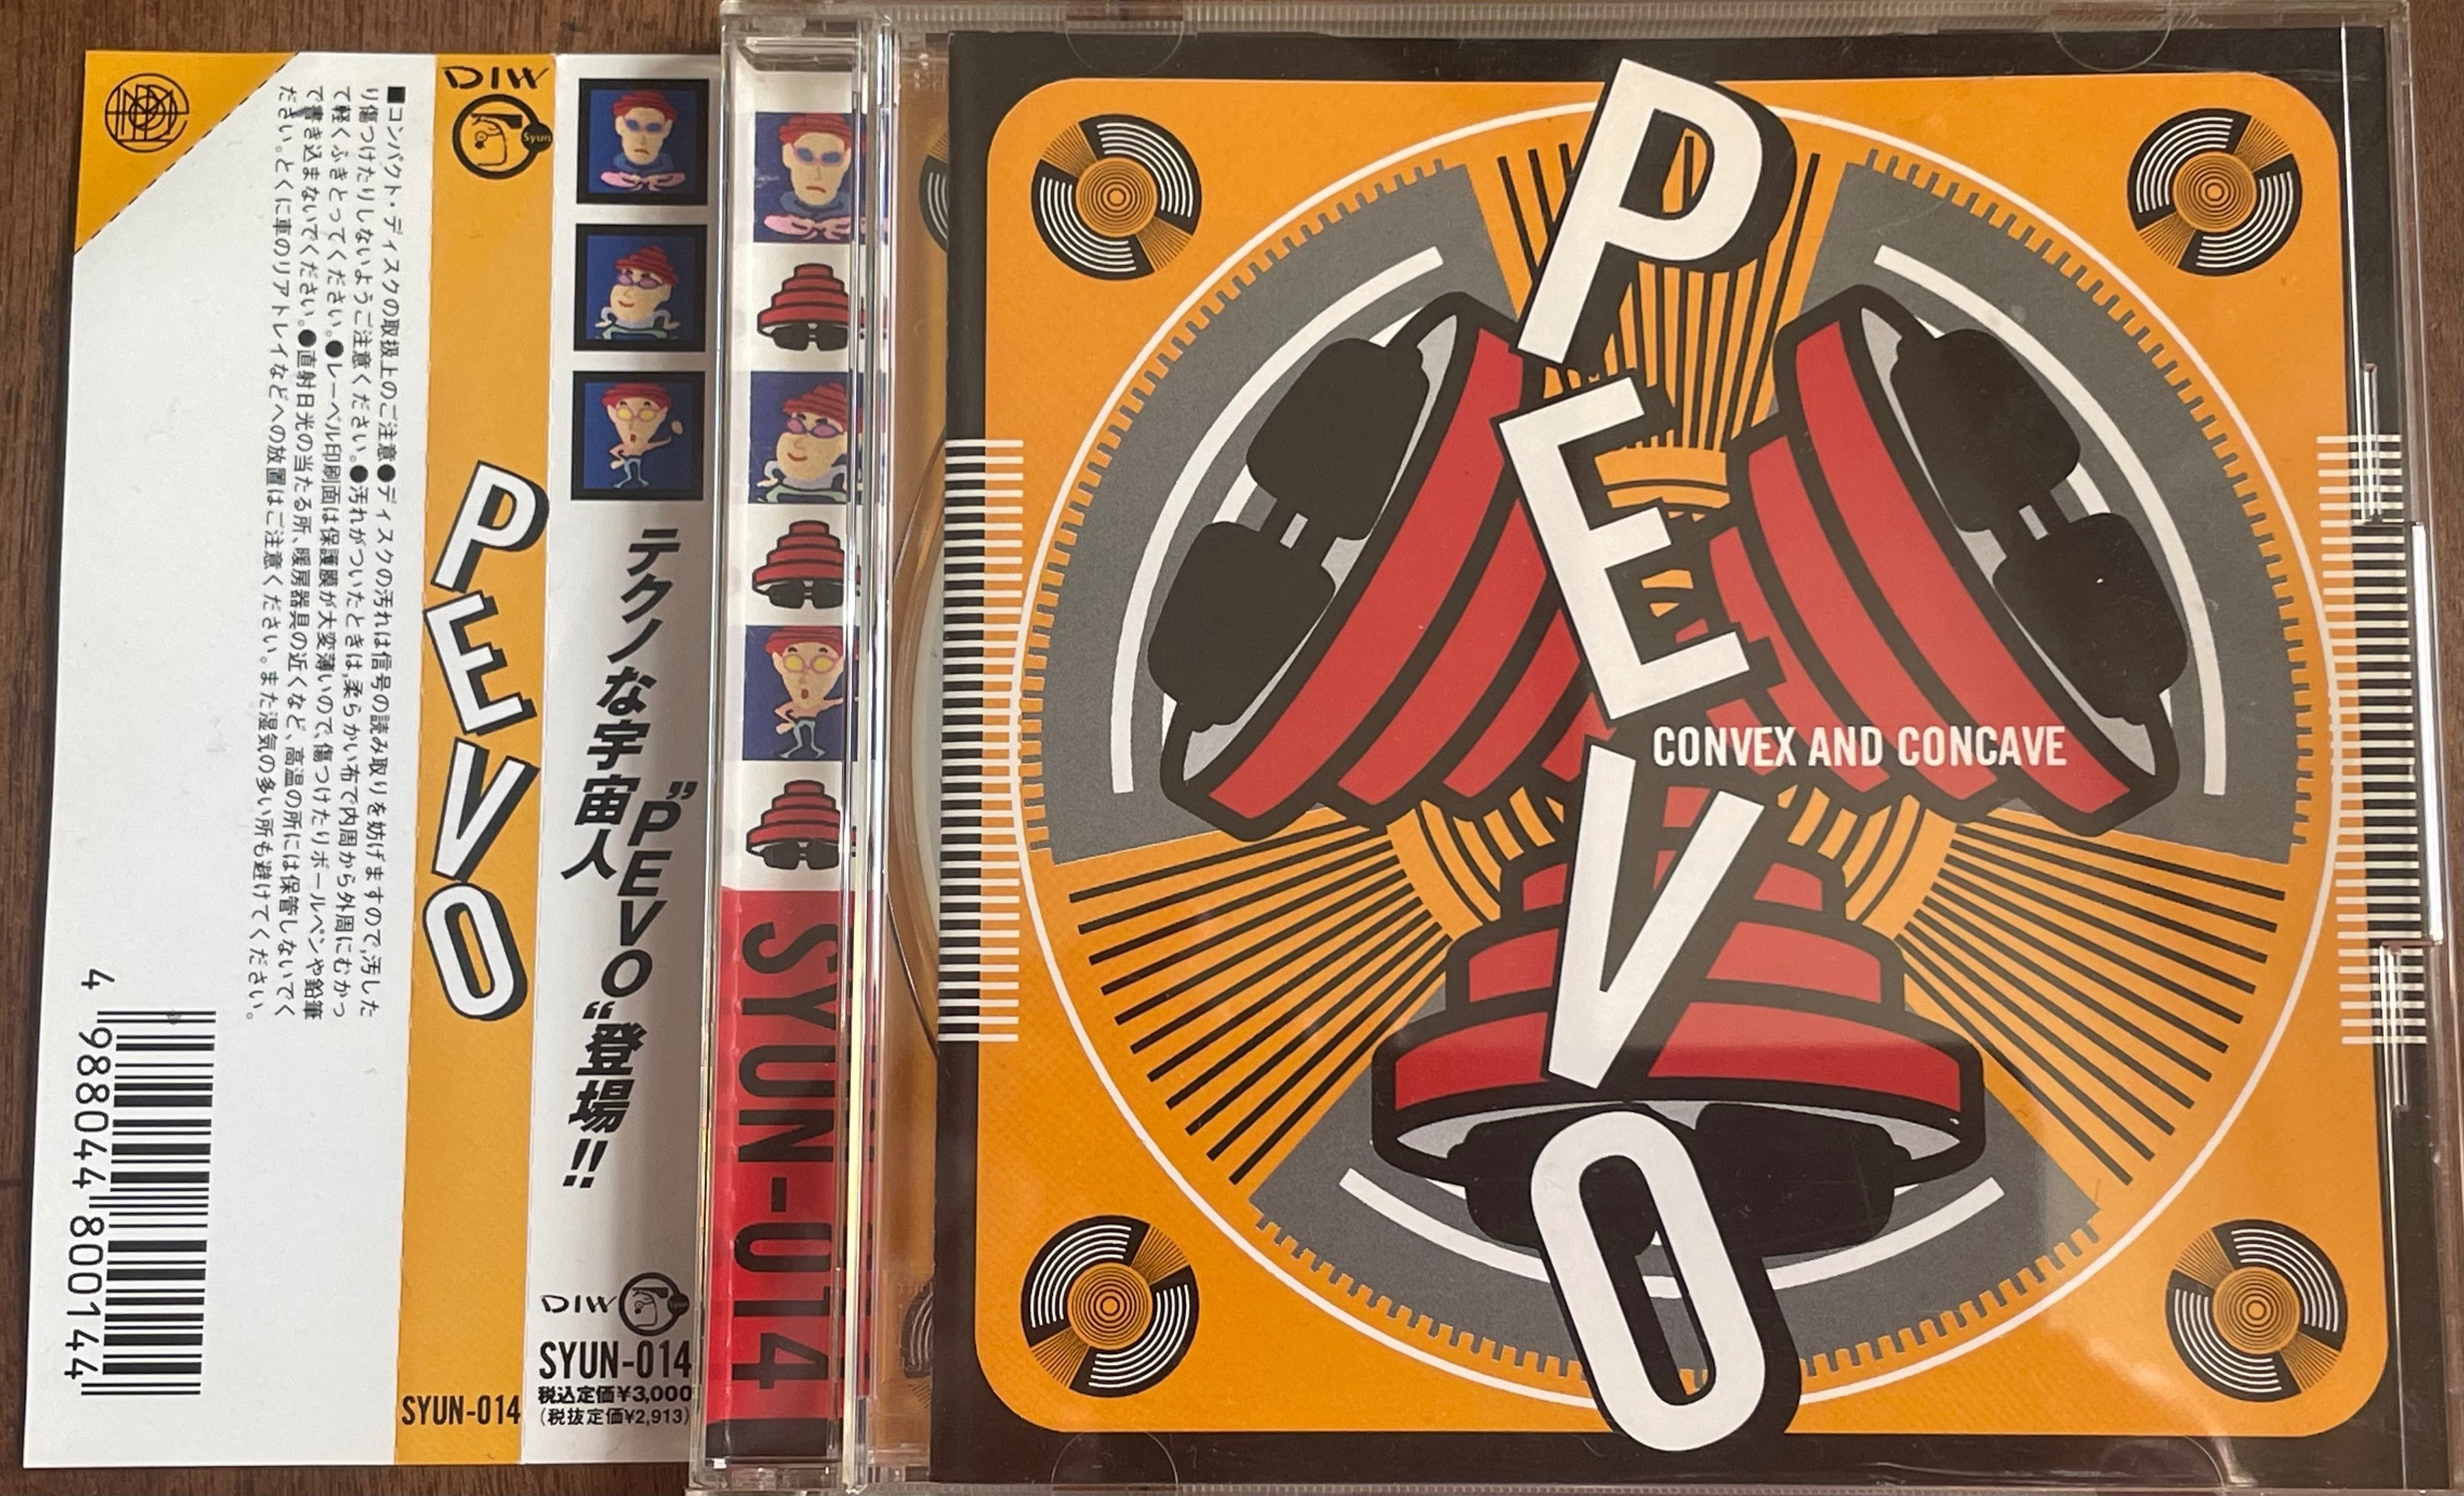 ■コンパクト・ディスクの取扱上のご注意●ディスクの汚れは信号の読み取りを妨げますので、汚した
り傷つけたりしないようご注意ください。●汚れがついたときは、柔らかい布で内周から外周にむかっ
て軽くふきとってください。●レーベル印刷面は保護膜が大変薄いので、傷つけたりボールペンや鉛筆
で書き込まないでください。●直射日光の当たる所、暖房器具の近くなど、高温の所には保管しないでく
ださい。とくに車のリアトレイなどへの放置はご注意ください。また湿気の多い所も避けてください。
4 988044 800144
DIW
Syun
PEVO
SYUN-014
テクノな宇宙人
"PEVO"登場!!
DIW
Syun
SYUN-014
税込定価¥3,000
(税抜定価¥2,913)
SYUN-014
PEVO
CONVEX AND CONCAVE